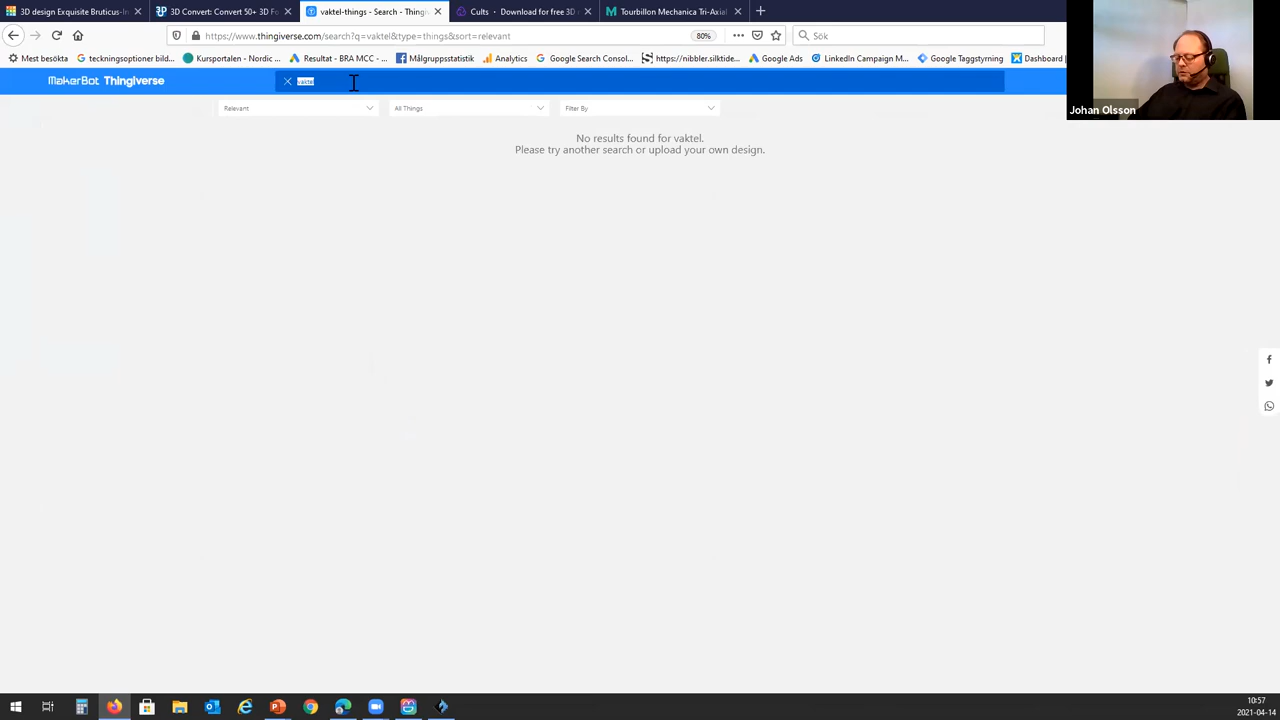 3D design Exquisite Bruticus-In
3D Convert: Convert 50+ 3D Fo
vaktel-things - Search - Thingiv
Cults ・ Download for free 3D
Tourbillon Mechanica Tri-Axial
https://www.thingiverse.com/search?q=vaktel&type=things&sort=relevant
80%
Sök
Mest besökta
teckningsoptioner bild...
Kursportalen - Nordic ...
Resultat - BRA MCC - ...
Målgruppsstatistik
Analytics
Google Search Consol...
https://nibbler.silktide...
Google Ads
LinkedIn Campaign M...
Google Taggstyrning
Dashboard
MakerBot Thingiverse
vaktel
Johan Olsson
Relevant
All Things
Filter By
No results found for vaktel.
Please try another search or upload your own design.
10:57
2021-04-14